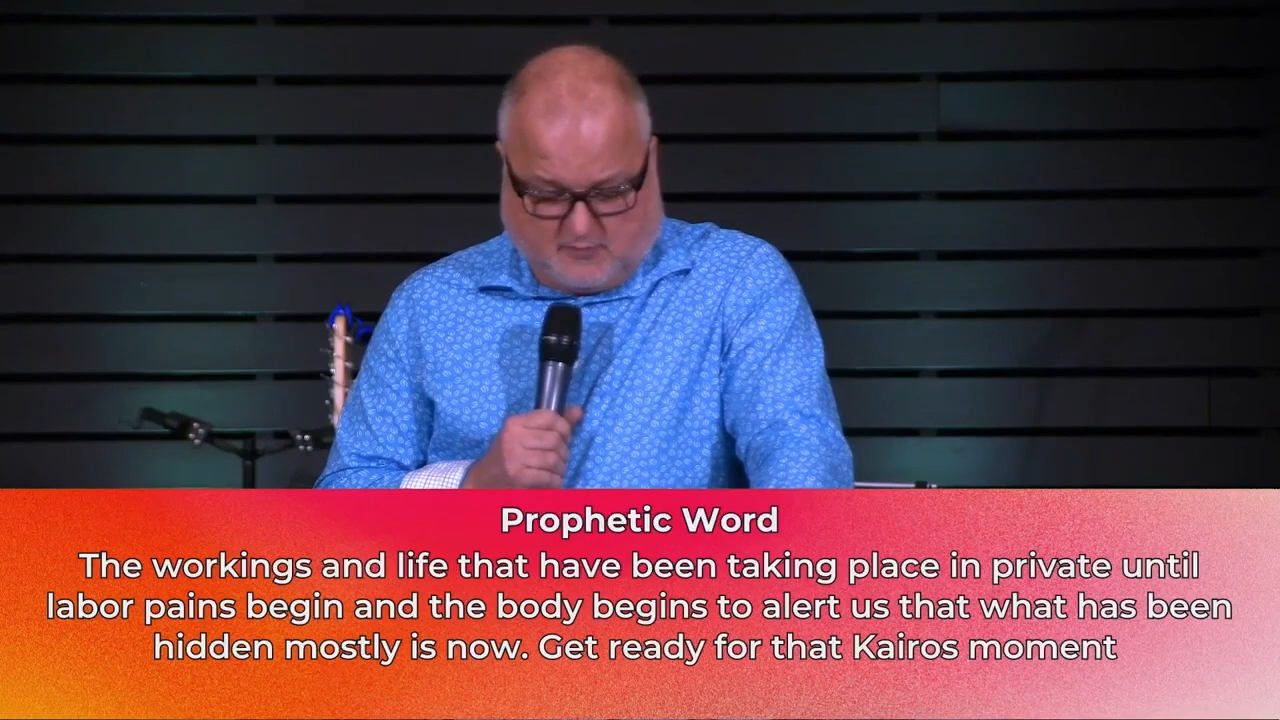 Prophetic Word
The workings and life that have been taking place in private until
labor pains begin and the body begins to alert us that what has been
hidden mostly is now. Get ready for that Kairos moment